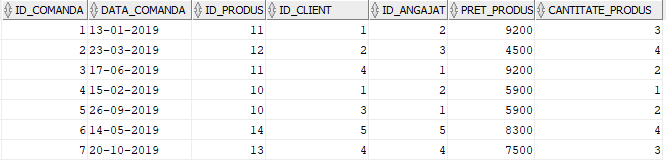 ID_COMANDA DATA_COMANDA ID_PRODUS ID_CLIENT ID_ANGAJAT PRET_PRODUS CANTITATE_PRODUS
1 13-01-2019 11 1 2 9200 3
2 23-03-2019 12 2 3 4500 4
3 17-06-2019 11 4 1 9200 2
4 15-02-2019 10 1 2 5900 1
5 26-09-2019 10 3 1 5900 2
6 14-05-2019 14 5 5 8300 4
7 20-10-2019 13 4 4 7500 3